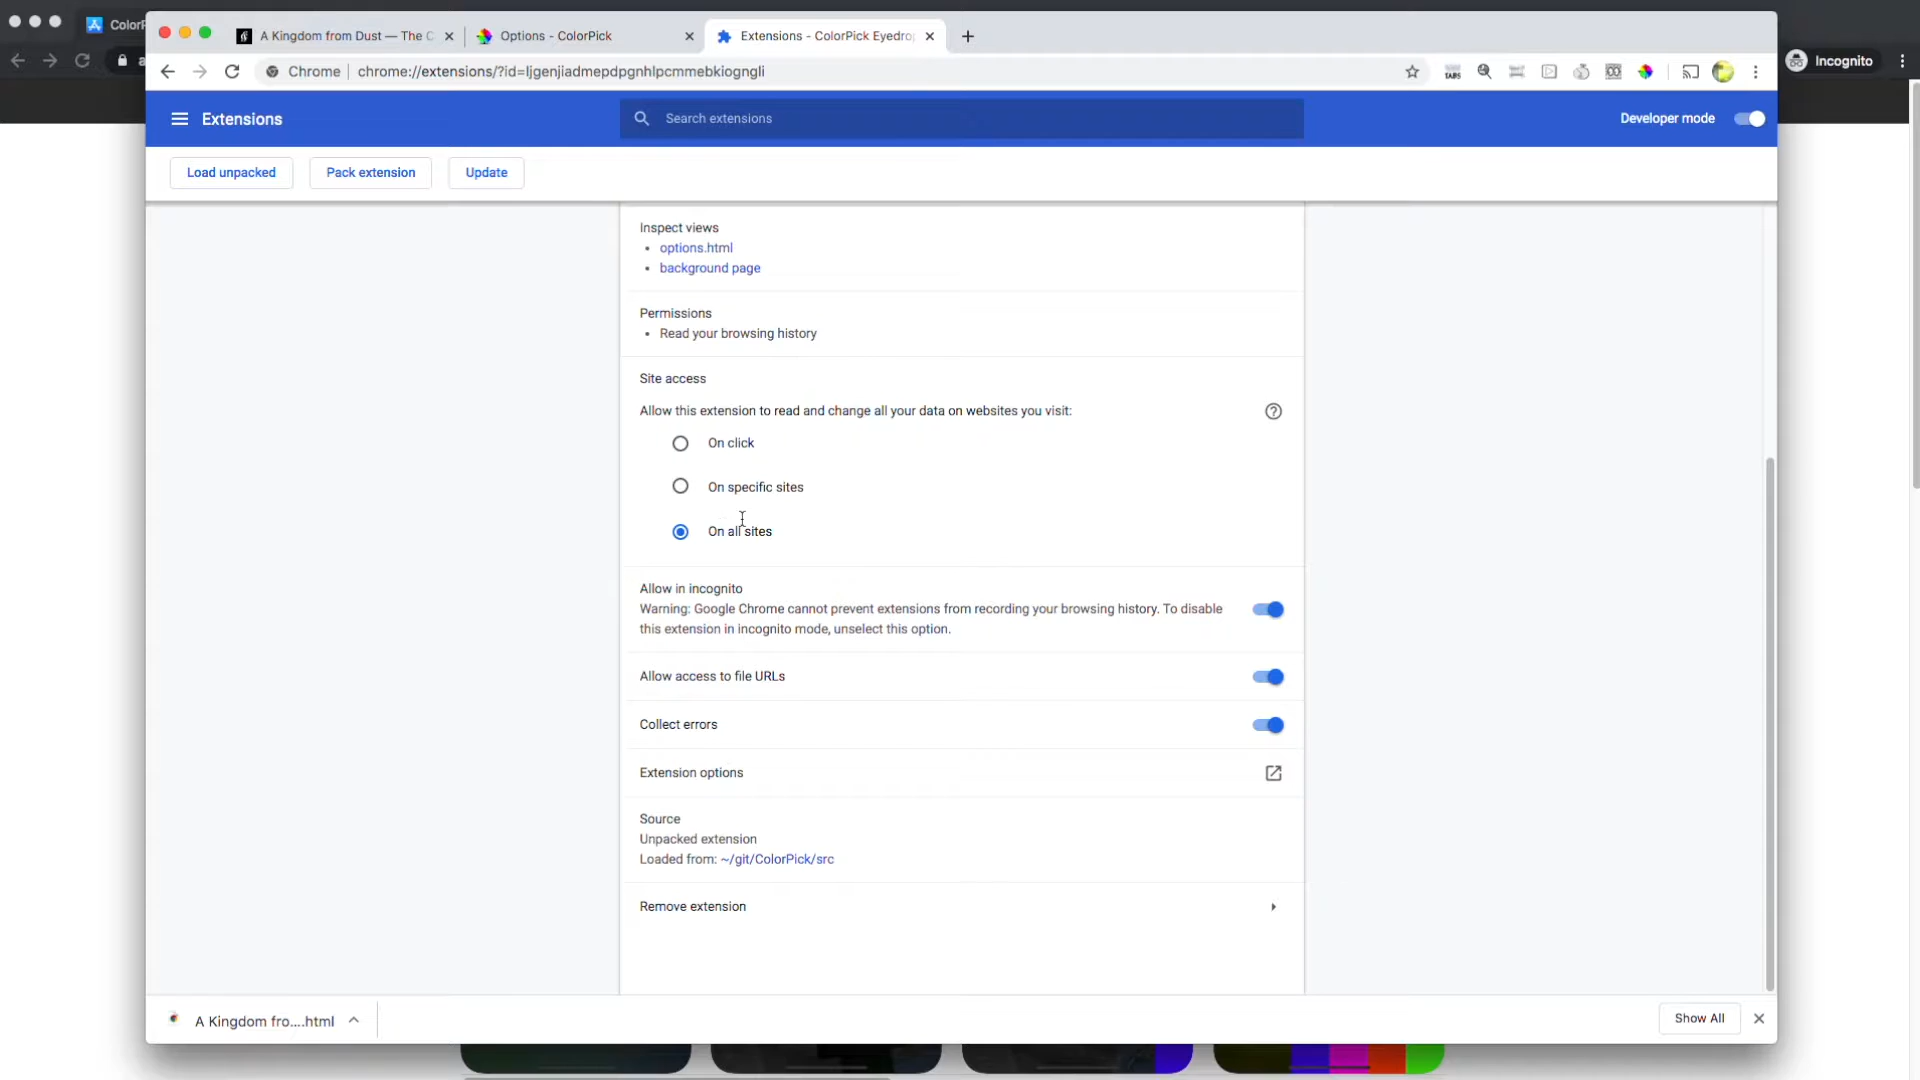 ColorP
A Kingdom from Dust — The C
Options - ColorPick
Extensions - ColorPick Eyedrop
Chrome
chrome://extensions/?id=ljgenjiadmepdpgnhlpcmmebkiogngli
TABS
Incognito
Extensions
Search extensions
Developer mode
Load unpacked
Pack extension
Update
Inspect views
• options.html
• background page
Permissions
• Read your browsing history
Site access
Allow this extension to read and change all your data on websites you visit:
On click
On specific sites
On all sites
Allow in incognito
Warning: Google Chrome cannot prevent extensions from recording your browsing history. To disable
this extension in incognito mode, unselect this option.
Allow access to file URLs
Collect errors
Extension options
Source
Unpacked extension
Loaded from: ~/git/ColorPick/src
Remove extension
A Kingdom fro....html
Show All